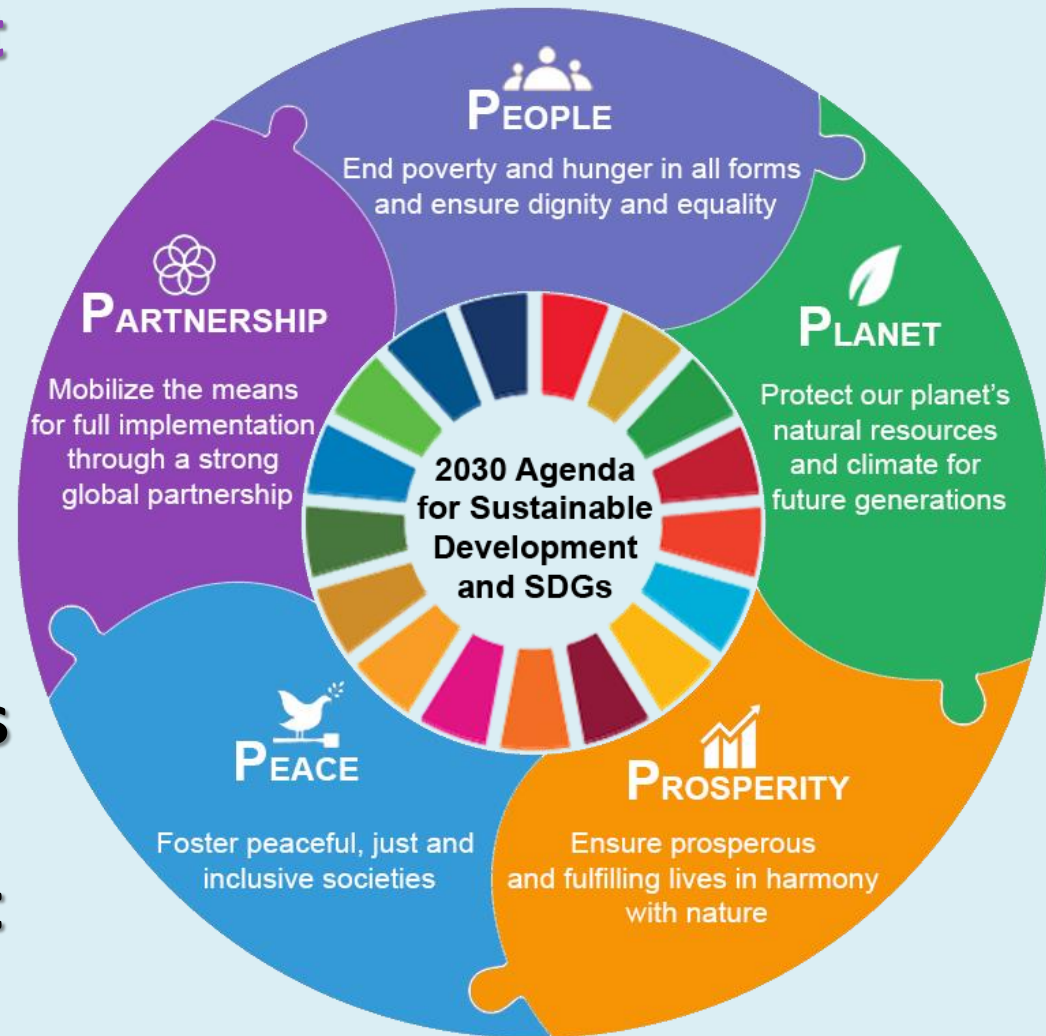 PEOPLE
End poverty and hunger in all forms
and ensure dignity and equality
PLANET
Protect our planet's
natural resources
and climate for
future generations
PROSPERITY
Ensure prosperous
and fulfilling lives in harmony
with nature
PEACE
Foster peaceful, just and
inclusive societies
PARTNERSHIP
Mobilize the means
for full implementation
through a strong
global partnership
2030 Agenda
for Sustainable
Development
and SDGs